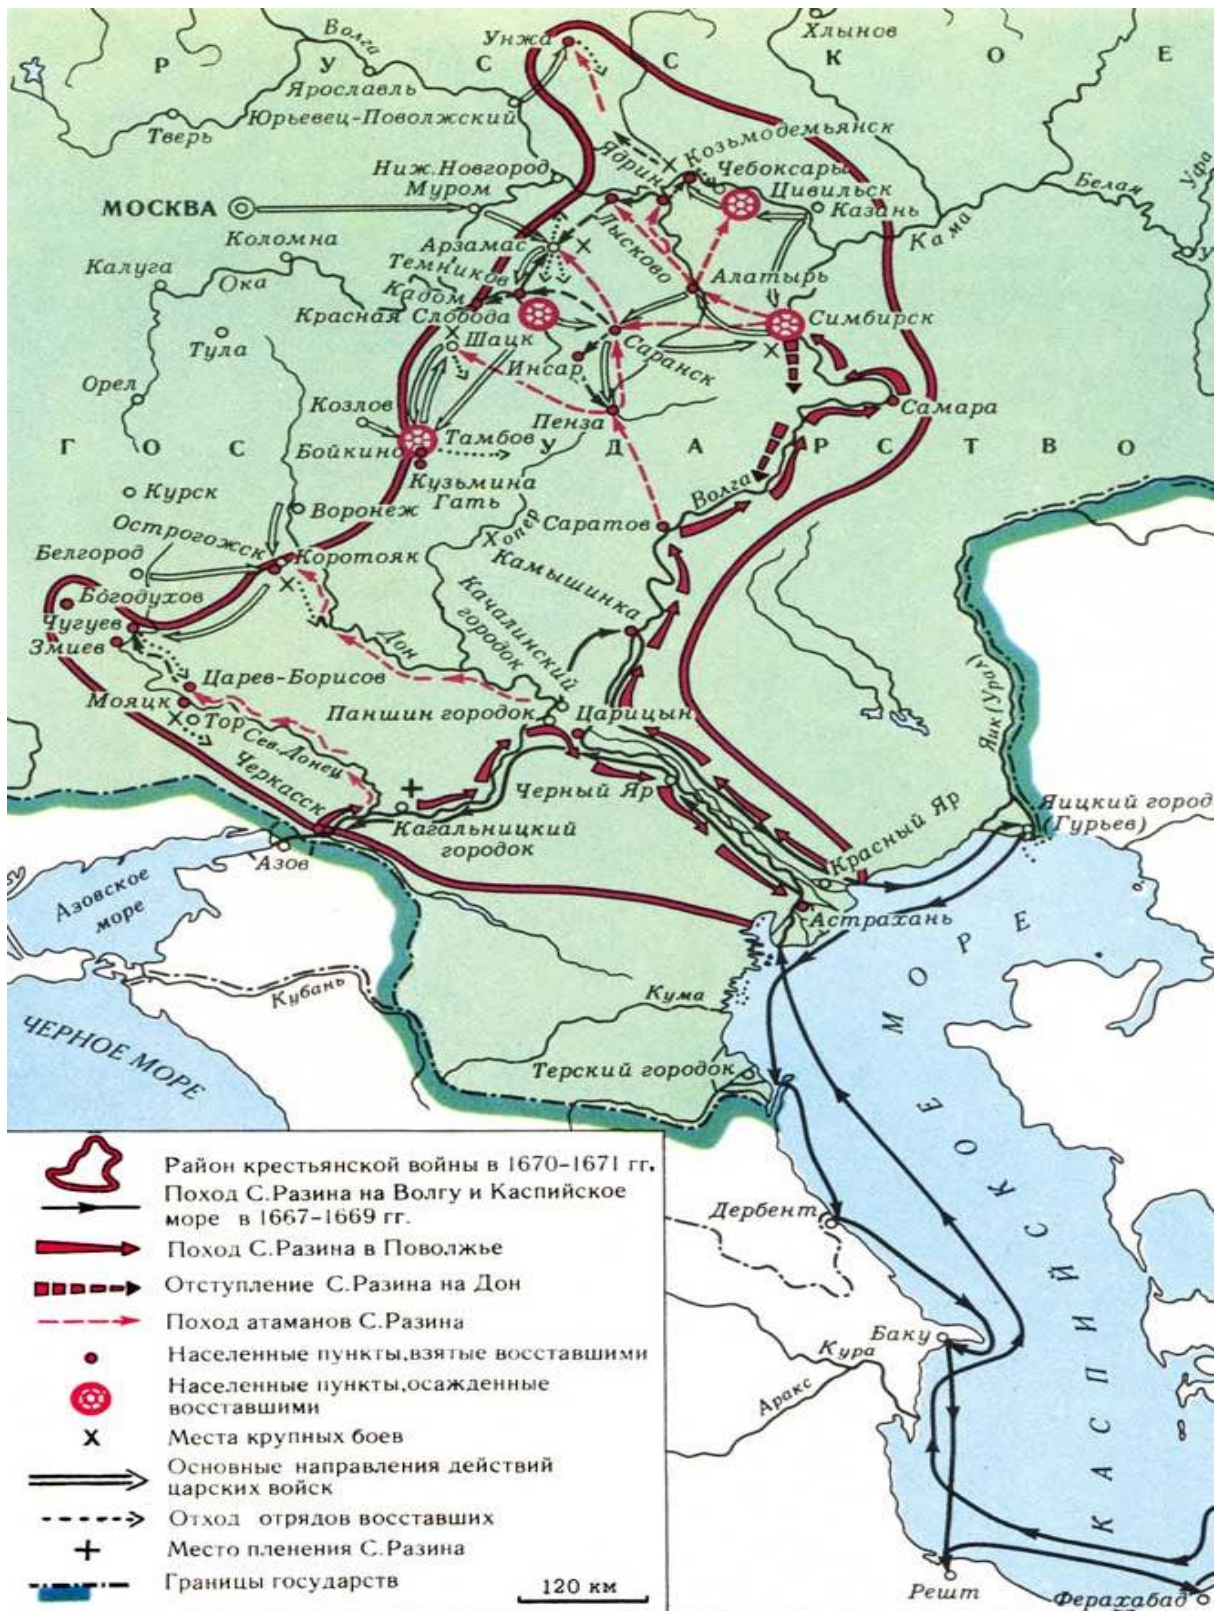 Унжа
Волга
Хлынов
РУССКОЕ
Ярославль
Юрьевец-Поволжский
Тверь
Козьмодемьянск
Ядрин
Ниж.Новгород
Чебоксары
Муром
Цивильск
Уфа
Белая
МОСКВА
Казань
Кама
Лысково
Коломна
Арзамас
Темников
Алатырь
Калуга
Ока
Кадом
Красная Слобода
Симбирск
Шацк
Тула
Саранск
Инсар
Орел
Козлов
Пенза
Самара
Тамбов
Бойкино
ГОСУДАРСТВО
Кузьмина
Гать
Курск
Волга
Воронеж
Хопер
Саратов
Острогожск
Коротояк
Белгород
Камышинка
Богодухов
Качалинский
городок
Чугуев
Змиев
Дон
Царев-Борисов
Яик(Урал)
Мояцк
Тор
Паншин городок
Царицын
Сев.Донец
Черкасск
Черный Яр
Красный Яр
Яицкий город
(Гурьев)
Кагальницкий
городок
Азов
Азовское
море
Астрахань
Кубань
Кума
ЧЕРНОЕ МОРЕ
Терский городок
КАСПИЙСКОЕ МОРЕ
Дербент
Баку
Кура
Аракс
Решт
Ферахабад
Район крестьянской войны в 1670-1671 гг.
Поход С.Разина на Волгу и Каспийское
море в 1667-1669 гг.
Поход С.Разина в Поволжье
Отступление С.Разина на Дон
Поход атаманов С.Разина
Населенные пункты,взятые восставшими
Населенные пункты,осажденные
восставшими
Места крупных боев
Основные направления действий
царских войск
Отход отрядов восставших
Место пленения С.Разина
Границы государств
120 км